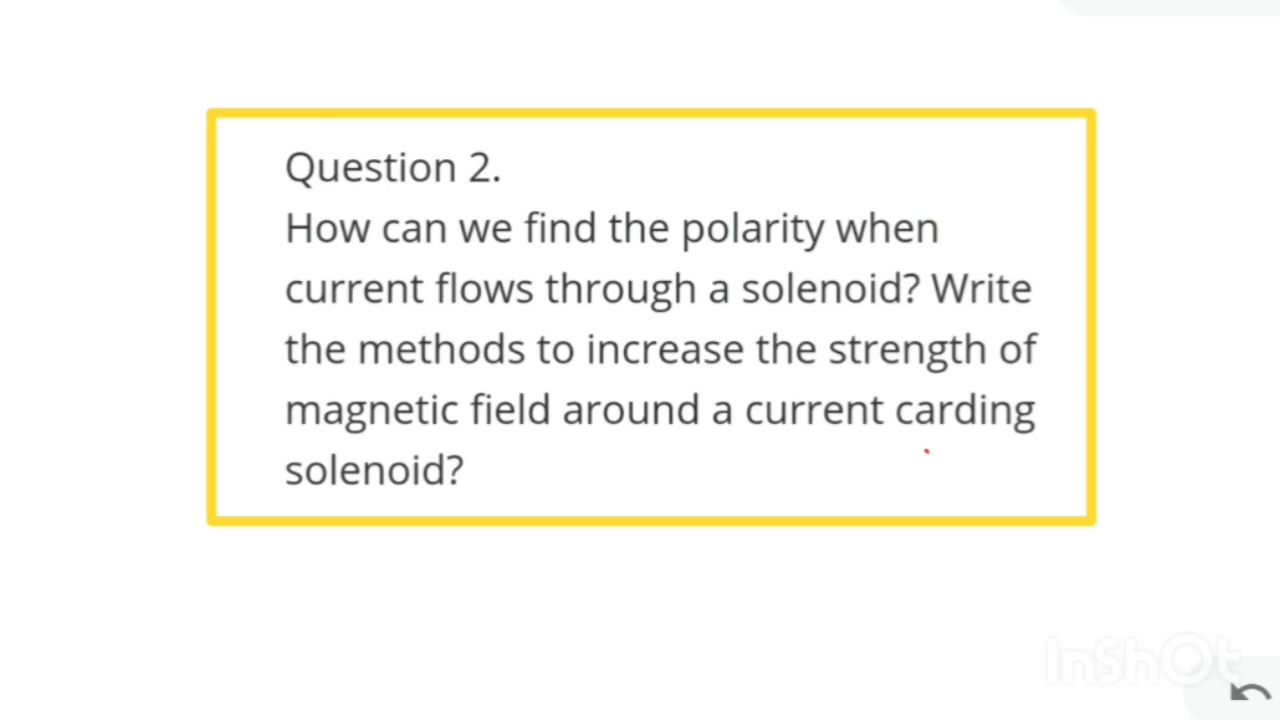 Question 2.
How can we find the polarity when
current flows through a solenoid? Write
the methods to increase the strength of
magnetic field around a current carding
solenoid?
InShOt